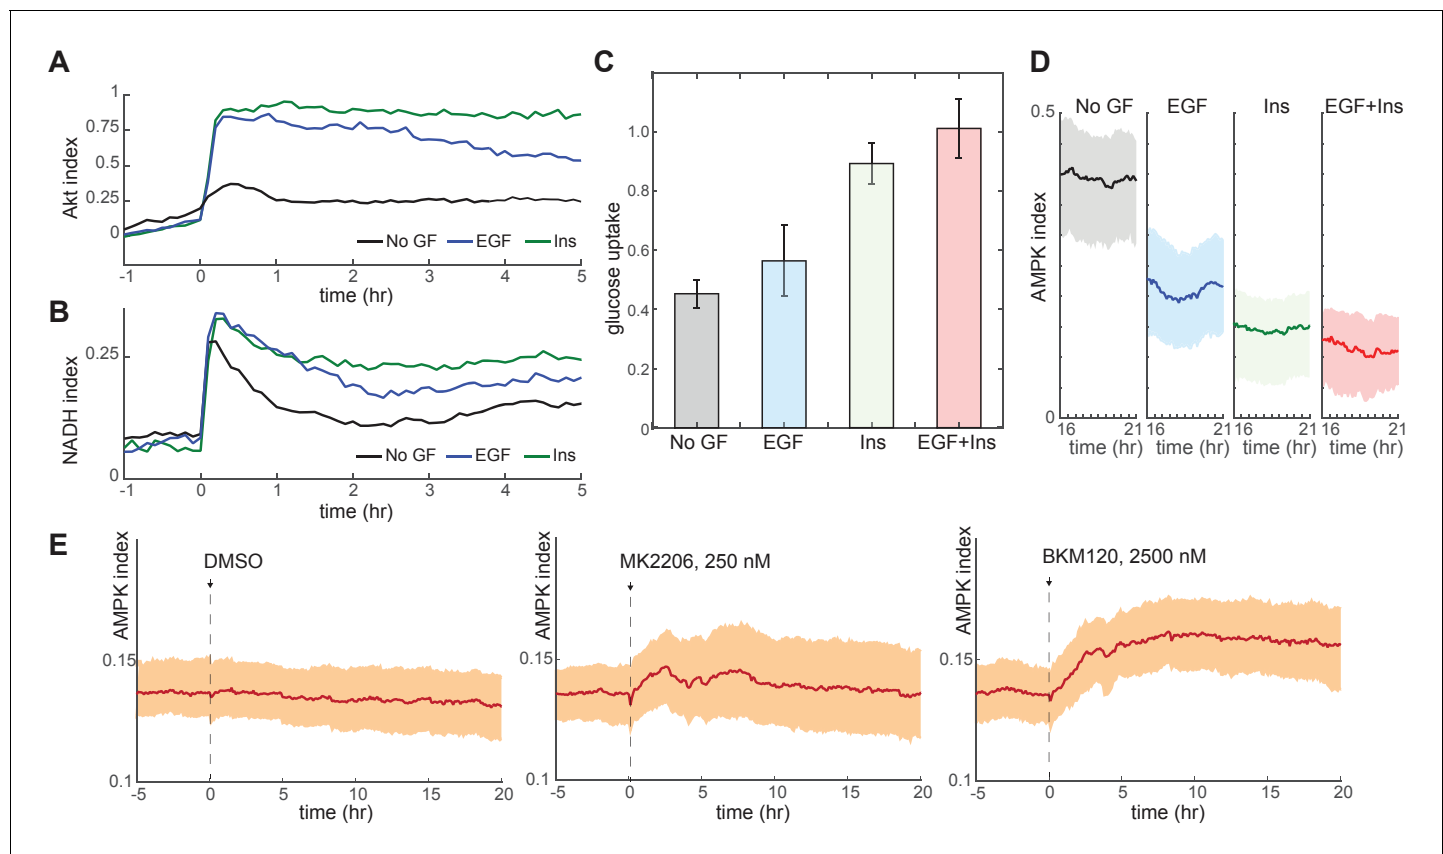 A
Akt index
1
0.75
0.5
0.25
0
No GF EGF Ins
-1 0 1 2 3 4 5
time (hr)
B
NADH index
0.25
0
No GF EGF Ins
-1 0 1 2 3 4 5
time (hr)
C
glucose uptake
1.0
0.8
0.6
0.4
0.2
0
No GF EGF Ins EGF+Ins
D
No GF EGF Ins EGF+Ins
AMPK index
0.5
0
16 21 16 21 16 21 16 21
time (hr) time (hr) time (hr) time (hr)
E
AMPK index
DMSO
0.15
0.1
-5 0 5 10 15 20
time (hr)
AMPK index
MK2206, 250 nM
0.15
0.1
-5 0 5 10 15 20
time (hr)
AMPK index
BKM120, 2500 nM
0.15
0.1
-5 0 5 10 15 20
time (hr)